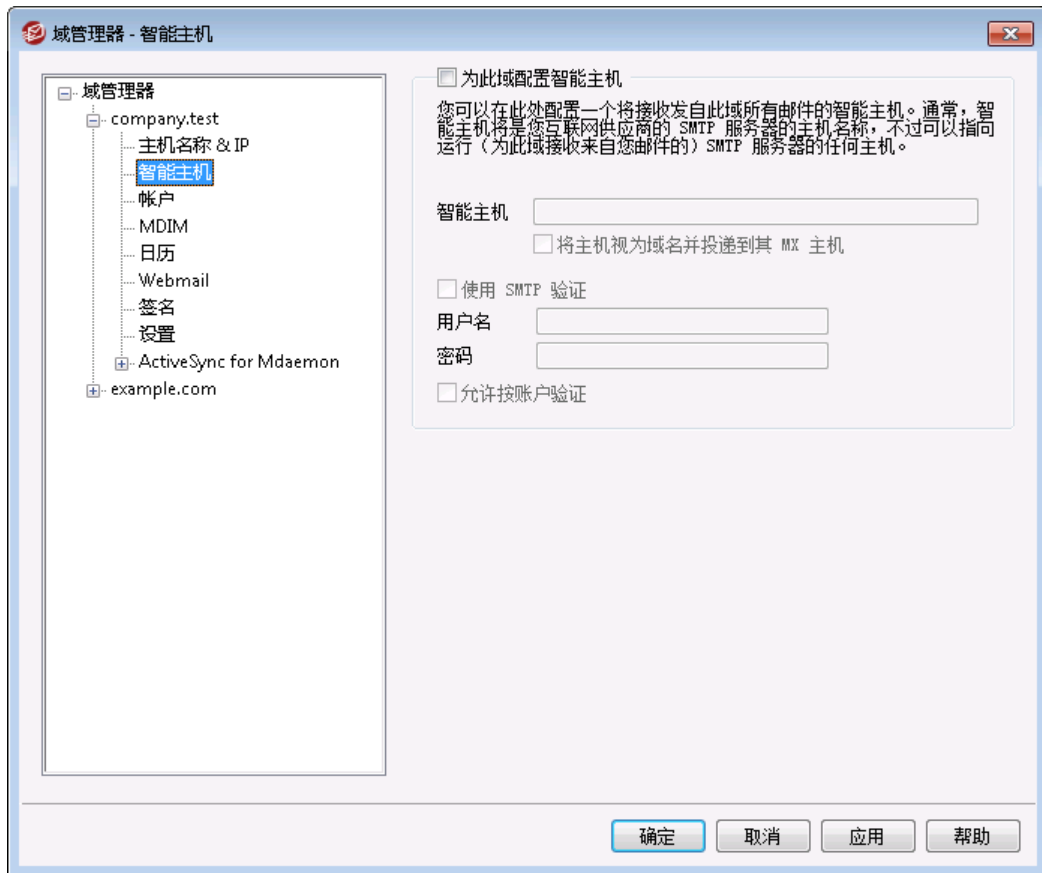 域管理器 - 智能主机
域管理器
company.test
主机名称 & IP
智能主机
帐户
MDIM
日历
Webmail
签名
设置
ActiveSync for Mdaemon
example.com
为此域配置智能主机
您可以在此处配置一个将接收发自此域所有邮件的智能主机。通常，智
能主机将是您互联网供应商的 SMTP 服务器的主机名称，不过可以指向
运行（为此域接收来自您邮件的）SMTP 服务器的任何主机。
智能主机
将主机视为域名并投递到其 MX 主机
使用 SMTP 验证
用户名
密码
允许按账户验证
确定
取消
应用
帮助